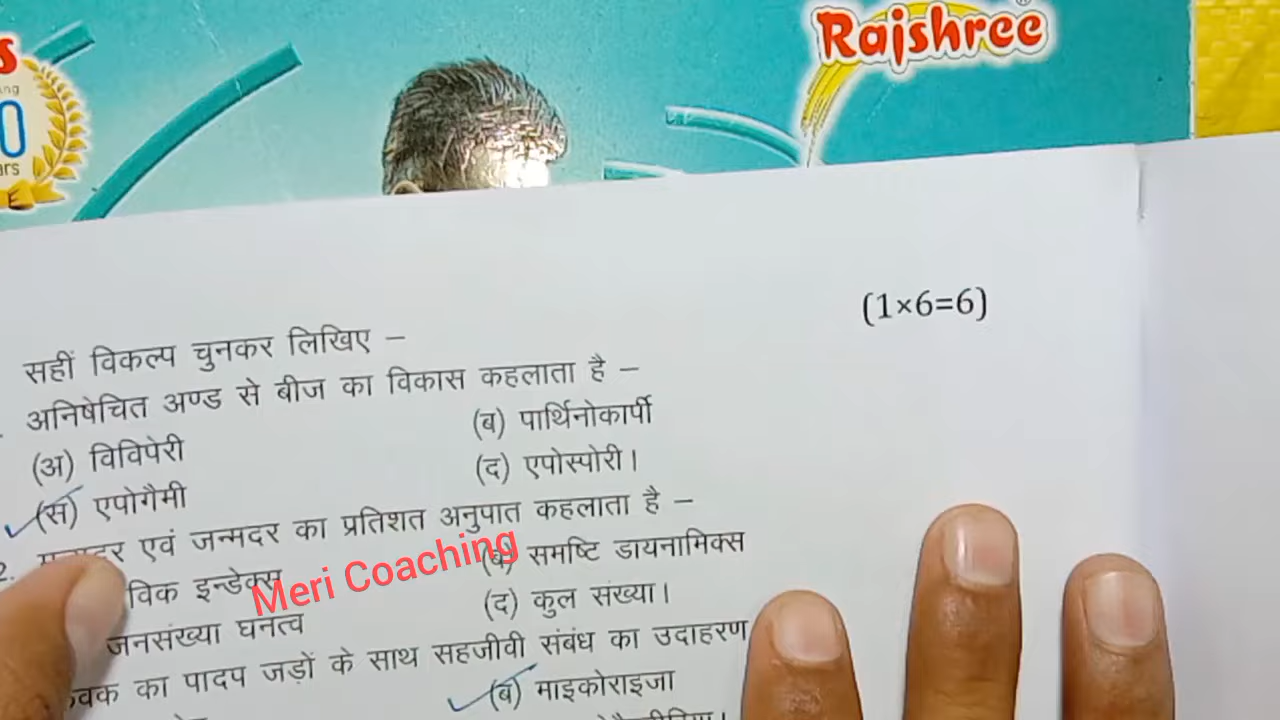 Rajshree
(1×6=6)
सहीं विकल्प चुनकर लिखिए –
अनिषेचित अण्ड से बीज का विकास कहलाता है –
(अ) विविपेरी (ब) पार्थिनोकार्पी
(स) एपोगैमी (द) एपोस्पोरी।
2. एवं जन्मदर का प्रतिशत अनुपात कहलाता है –
इन्डेक्स (ब) समष्टि डायनामिक्स
जनसंख्या घनत्व (द) कुल संख्या।
का पादप जड़ों के साथ सहजीवी संबंध का उदाहरण
(ब) माइकोराइजा
Meri Coaching